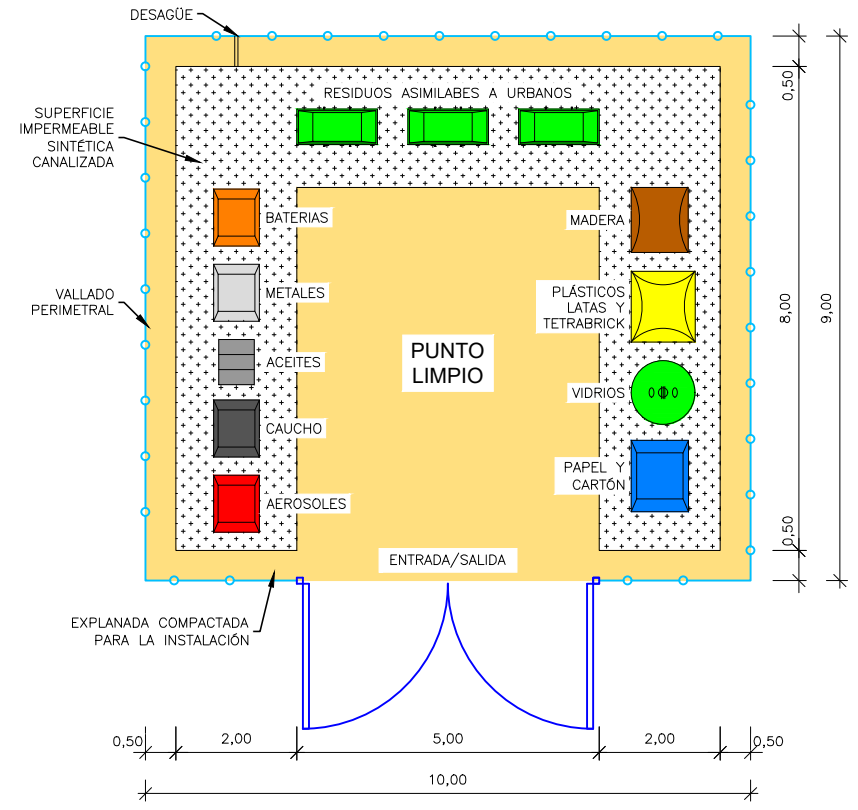 DESAGÜE
RESIDUOS ASIMILABES A URBANOS
SUPERFICIE
IMPERMEABLE
SINTÉTICA
CANALIZADA
BATERIAS
METALES
ACEITES
CAUCHO
AEROSOLES
VALLADO
PERIMETRAL
PUNTO
LIMPIO
MADERA
PLÁSTICOS
LATAS Y
TETRABRICK
VIDRIOS
PAPEL Y
CARTÓN
ENTRADA/SALIDA
EXPLANADA COMPACTADA
PARA LA INSTALACIÓN
0,50
8,00
9,00
0,50
0,50
2,00
5,00
2,00
0,50
10,00